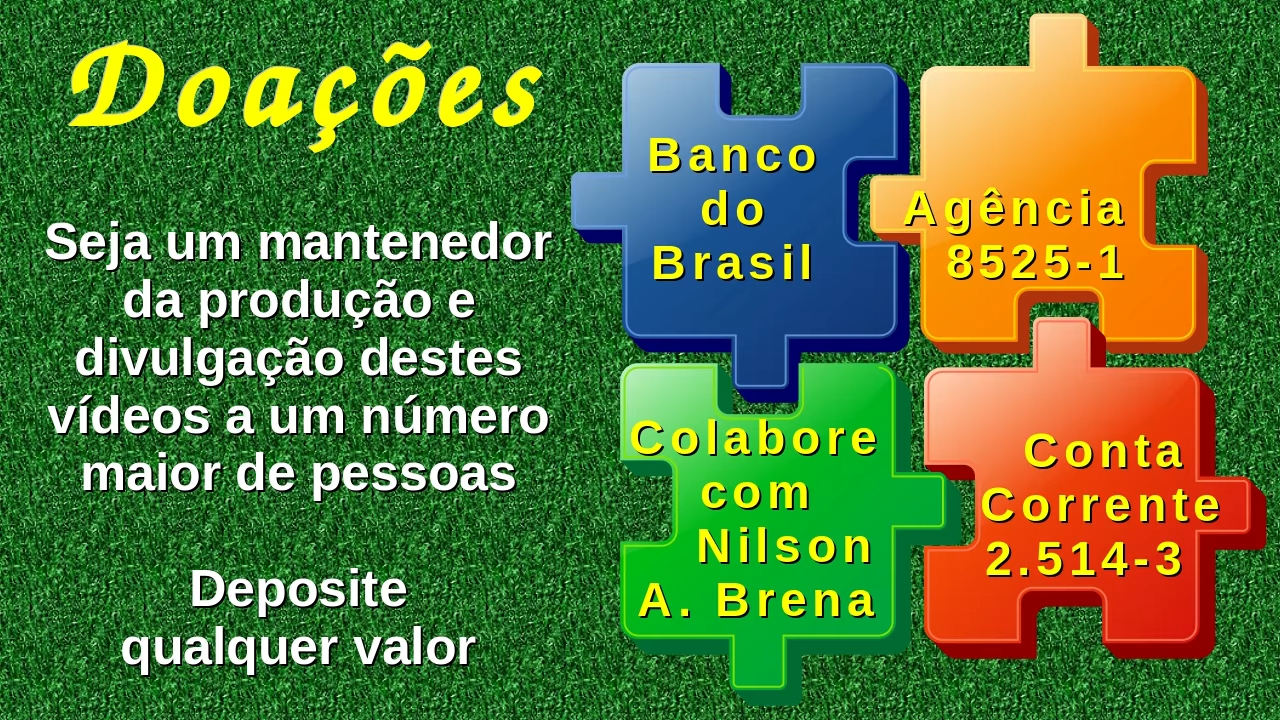 Doações
Seja um mantenedor
da produção e
divulgação destes
vídeos a um número
maior de pessoas
Deposite
qualquer valor
Banco
do
Brasil
Agência
8525-1
Colabore
com
Nilson
A. Brena
Conta
Corrente
2.514-3